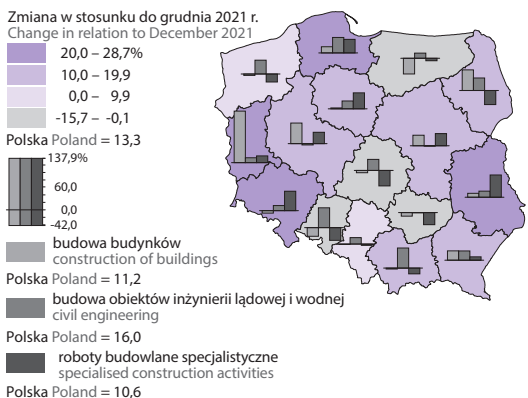 Zmiana w stosunku do grudnia 2021 r.
Change in relation to December 2021
20,0 – 28,7%
10,0 – 19,9
0,0 – 9,9
-15,7 – -0,1
Polska Poland = 13,3
137,9%
60,0
0,0
-42,0
budowa budynków
construction of buildings
Polska Poland = 11,2
budowa obiektów inżynierii lądowej i wodnej
civil engineering
Polska Poland = 16,0
roboty budowlane specjalistyczne
specialised construction activities
Polska Poland = 10,6